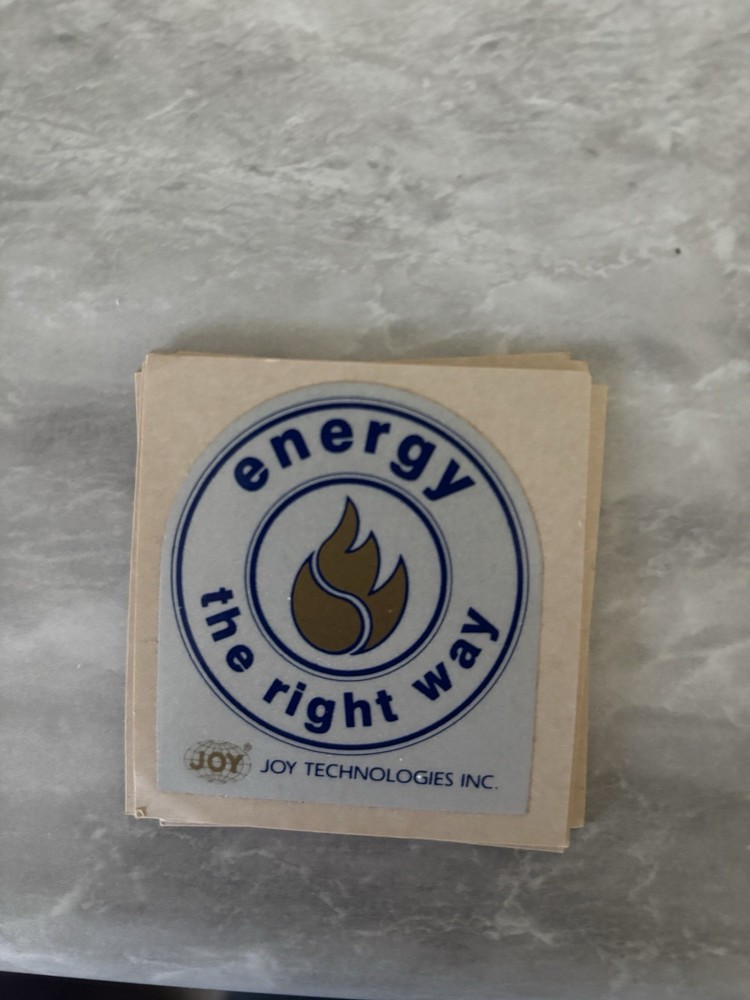 energy
the right way
JOY®
JOY TECHNOLOGIES INC.